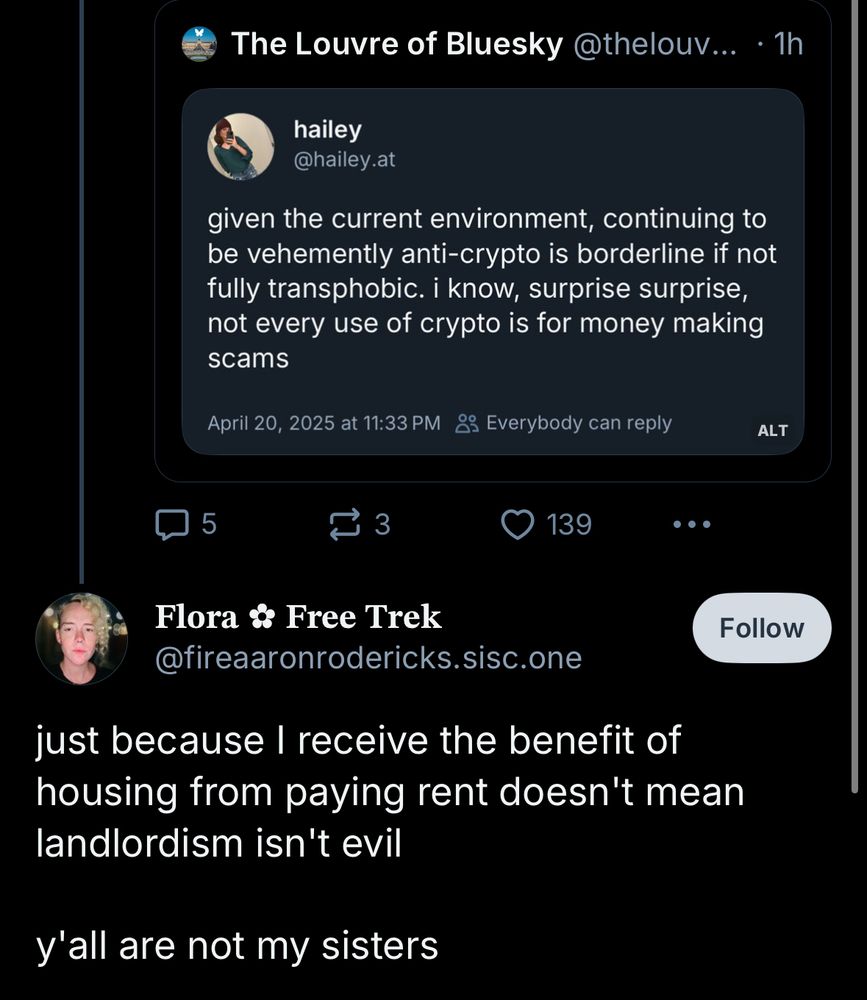 The Louvre of Bluesky @thelouv... · 1h
hailey
@hailey.at
given the current environment, continuing to
be vehemently anti-crypto is borderline if not
fully transphobic. i know, surprise surprise,
not every use of crypto is for money making
scams
April 20, 2025 at 11:33 PM Everybody can reply
ALT
5 3 139
Flora ✿ Free Trek
@fireaaronrodericks.sisc.one
Follow
just because I receive the benefit of
housing from paying rent doesn't mean
landlordism isn't evil
y'all are not my sisters